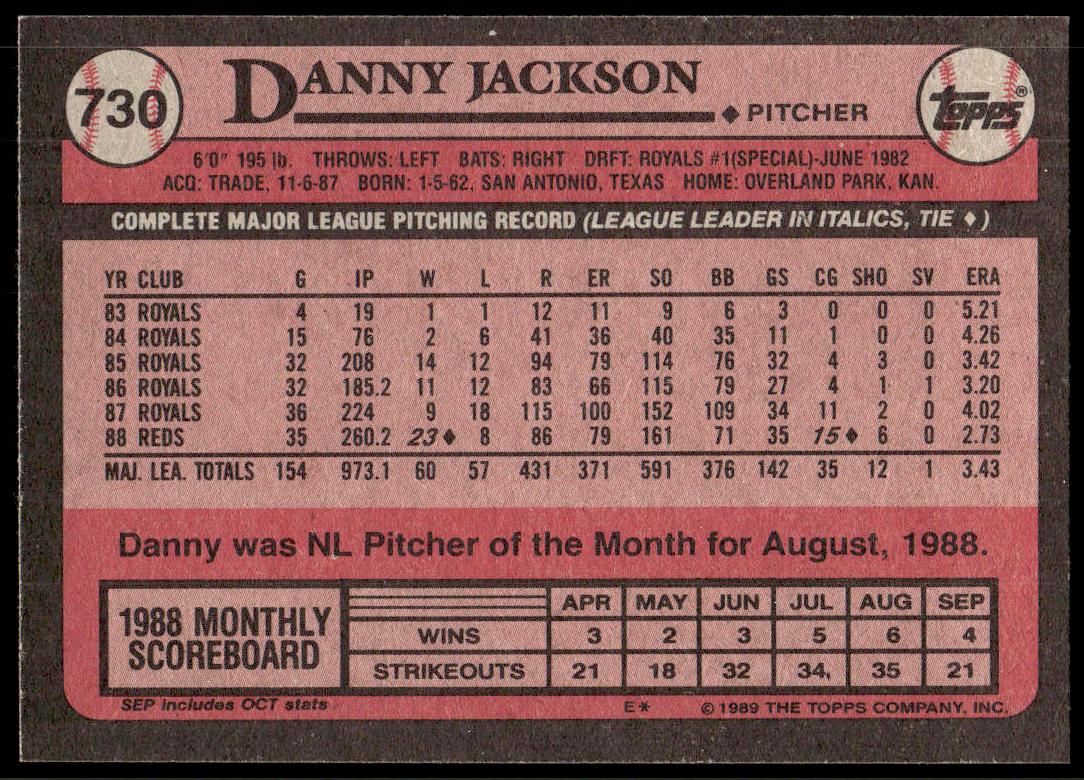 730 DANNY JACKSON
◆ PITCHER
TOPPS®
6'0" 195 lb. THROWS: LEFT BATS: RIGHT DRFT: ROYALS #1(SPECIAL)-JUNE 1982
ACQ: TRADE, 11-6-87 BORN: 1-5-62, SAN ANTONIO, TEXAS HOME: OVERLAND PARK, KAN.
COMPLETE MAJOR LEAGUE PITCHING RECORD (LEAGUE LEADER IN ITALICS, TIE ♦)
YR CLUB G IP W L R ER SO BB GS CG SHO SV ERA
83 ROYALS 4 19 1 1 12 11 9 6 3 0 0 0 5.21
84 ROYALS 15 76 2 6 41 36 40 35 11 1 0 0 4.26
85 ROYALS 32 208 14 12 94 79 114 76 32 4 3 0 3.42
86 ROYALS 32 185.2 11 12 83 66 115 79 27 4 1 1 3.20
87 ROYALS 36 224 9 18 115 100 152 109 34 11 2 0 4.02
88 REDS 35 260.2 23♦ 8 86 79 161 71 35 15♦ 6 0 2.73
MAJ. LEA. TOTALS 154 973.1 60 57 431 371 591 376 142 35 12 1 3.43
Danny was NL Pitcher of the Month for August, 1988.
1988 MONTHLY
SCOREBOARD
APR MAY JUN JUL AUG SEP
WINS 3 2 3 5 6 4
STRIKEOUTS 21 18 32 34, 35 21
SEP includes OCT stats E* © 1989 THE TOPPS COMPANY, INC.